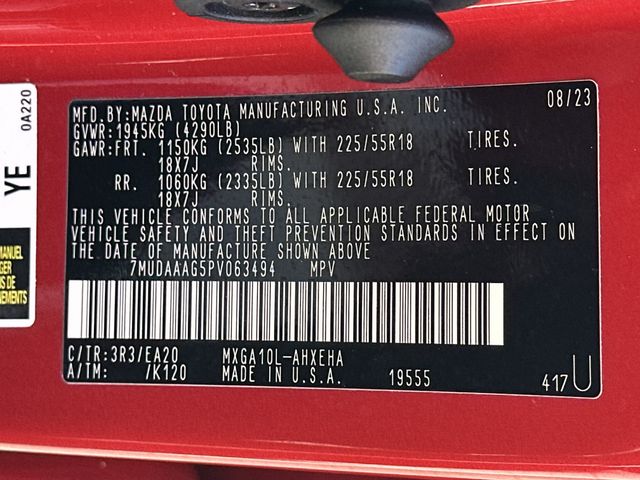 MFD.BY:MAZDA TOYOTA MANUFACTURING U.S.A. INC. 08/23
GVWR:1945KG (4290LB)
GAWR:FRT. 1150KG (2535LB) WITH 225/55R18 TIRES.
18X7J RIMS.
RR. 1060KG (2335LB) WITH 225/55R18 TIRES.
18X7J RIMS.
THIS VEHICLE CONFORMS TO ALL APPLICABLE FEDERAL MOTOR
VEHICLE SAFETY AND THEFT PREVENTION STANDARDS IN EFFECT ON
THE DATE OF MANUFACTURE SHOWN ABOVE
7MUDAAAG5PV063494 MPV
C/TR:3R3/EA20 MXGA10L-AHXEHA
A/TM: /K120 MADE IN U.S.A. 19555 417U
0A220
YE
MANUEL